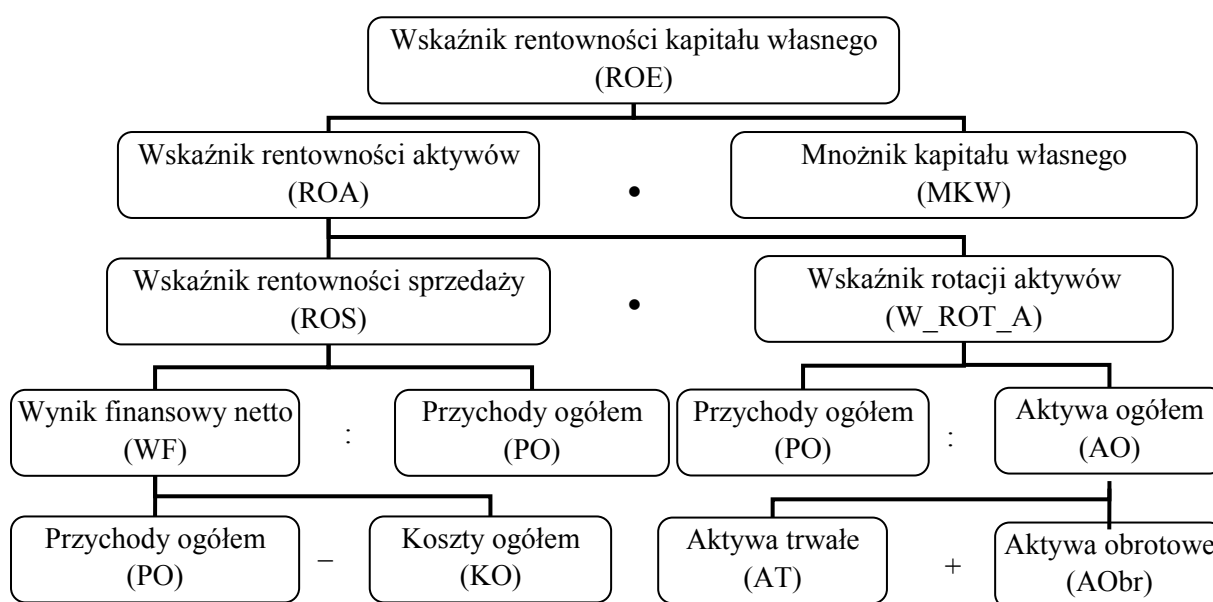 Wskaźnik rentowności kapitału własnego
(ROE)
Wskaźnik rentowności aktywów
(ROA)
•
Mnożnik kapitału własnego
(MKW)
Wskaźnik rentowności sprzedaży
(ROS)
•
Wskaźnik rotacji aktywów
(W_ROT_A)
Wynik finansowy netto
(WF)
:
Przychody ogółem
(PO)
Przychody ogółem
(PO)
:
Aktywa ogółem
(AO)
Przychody ogółem
(PO)
–
Koszty ogółem
(KO)
Aktywa trwałe
(AT)
+
Aktywa obrotowe
(AObr)